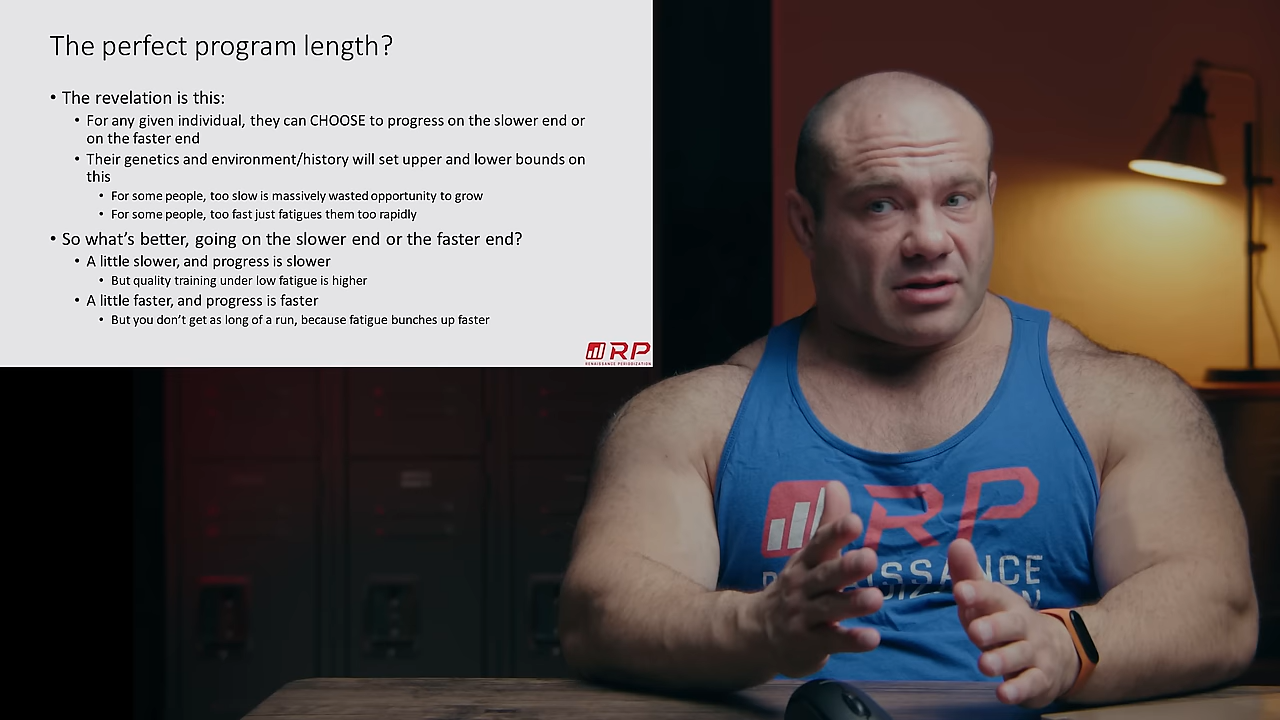 The perfect program length?
• The revelation is this:
• For any given individual, they can CHOOSE to progress on the slower end or
on the faster end
• Their genetics and environment/history will set upper and lower bounds on
this
• For some people, too slow is massively wasted opportunity to grow
• For some people, too fast just fatigues them too rapidly
• So what's better, going on the slower end or the faster end?
• A little slower, and progress is slower
• But quality training under low fatigue is higher
• A little faster, and progress is faster
• But you don't get as long of a run, because fatigue bunches up faster
RP
RENAISSANCE PERIODIZATION
RP